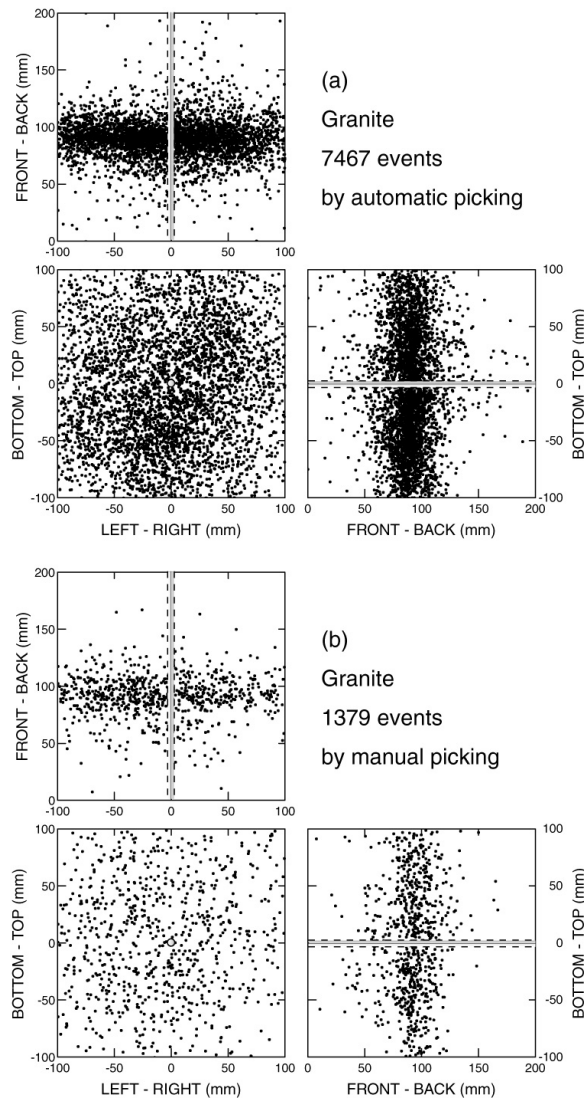 200
150
100
50
0
FRONT - BACK (mm)
-100 -50 0 50 100
(a)
Granite
7467 events
by automatic picking
100
50
0
-50
-100
BOTTOM - TOP (mm)
-100 -50 0 50 100
LEFT - RIGHT (mm)
0 50 100 150 200
FRONT - BACK (mm)
100
50
0
-50
-100
BOTTOM - TOP (mm)
200
150
100
50
0
FRONT - BACK (mm)
-100 -50 0 50 100
(b)
Granite
1379 events
by manual picking
100
50
0
-50
-100
BOTTOM - TOP (mm)
-100 -50 0 50 100
LEFT - RIGHT (mm)
0 50 100 150 200
FRONT - BACK (mm)
100
50
0
-50
-100
BOTTOM - TOP (mm)